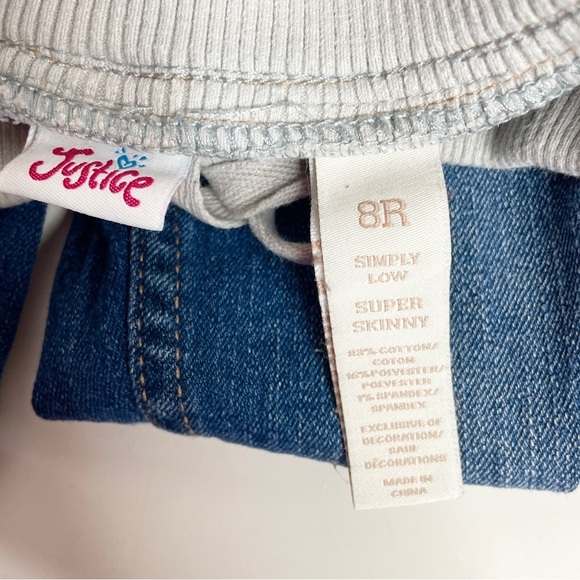 Justice
8R
SIMPLY
LOW
SUPER
SKINNY
83% COTTON/
COTON
16% POLYESTER/
POLYESTER
1% SPANDEX/
SPANDEX
EXCLUSIVE OF
DECORATION/
SAUF
DÉCORATIONS
MADE IN
CHINA